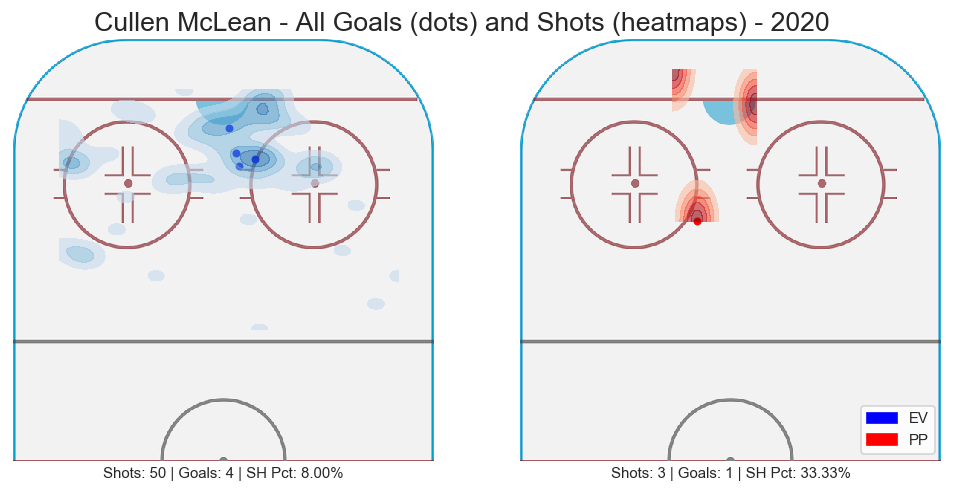 Cullen McLean - All Goals (dots) and Shots (heatmaps) - 2020
EV
PP
Shots: 50 | Goals: 4 | SH Pct: 8.00%
Shots: 3 | Goals: 1 | SH Pct: 33.33%